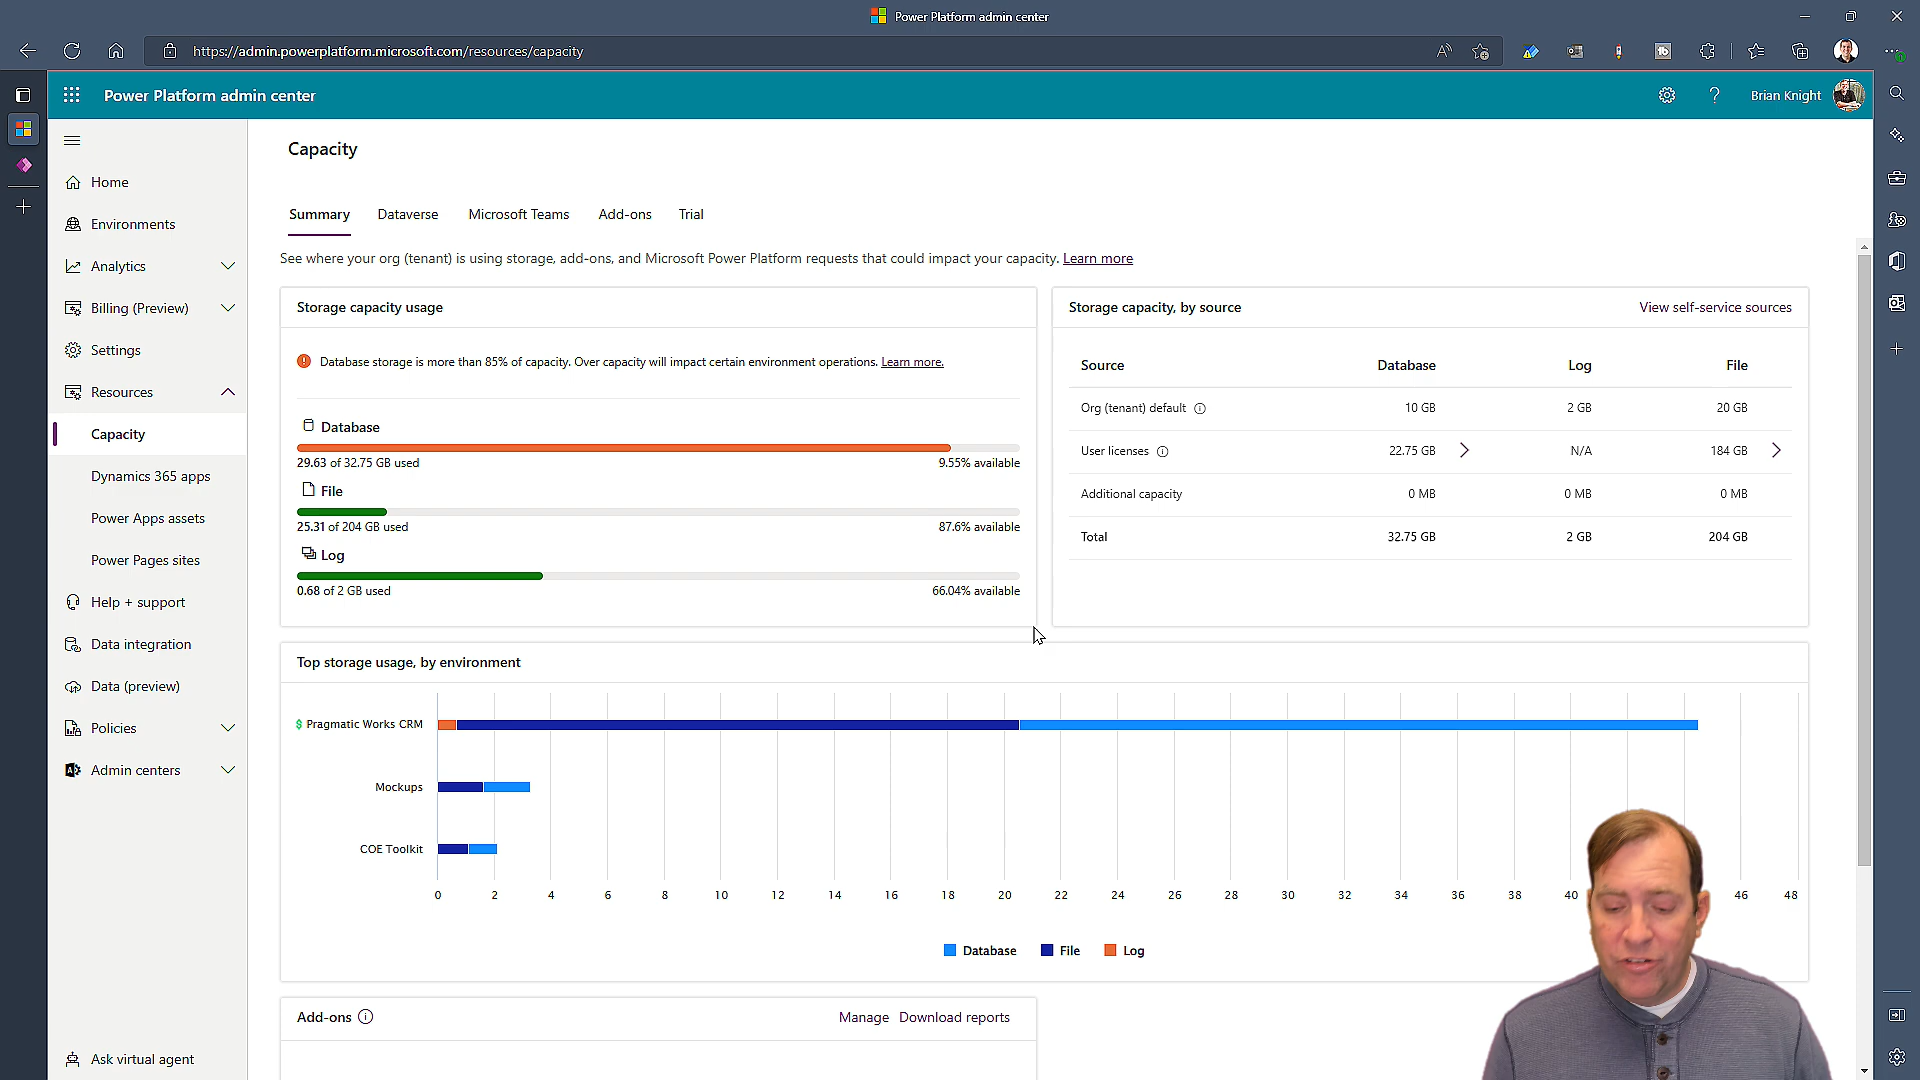 Power Platform admin center
https://admin.powerplatform.microsoft.com/resources/capacity
Power Platform admin center
Brian Knight
Home
Environments
Analytics
Billing (Preview)
Settings
Resources
Capacity
Dynamics 365 apps
Power Apps assets
Power Pages sites
Help + support
Data integration
Data (preview)
Policies
Admin centers
Ask virtual agent
Capacity
Summary Dataverse Microsoft Teams Add-ons Trial
See where your org (tenant) is using storage, add-ons, and Microsoft Power Platform requests that could impact your capacity. Learn more
Storage capacity usage
Database storage is more than 85% of capacity. Over capacity will impact certain environment operations. Learn more.
Database
29.63 of 32.75 GB used 9.55% available
File
25.31 of 204 GB used 87.6% available
Log
0.68 of 2 GB used 66.04% available
Storage capacity, by source View self-service sources
Source Database Log File
Org (tenant) default 10 GB 2 GB 20 GB
User licenses 22.75 GB N/A 184 GB
Additional capacity 0 MB 0 MB 0 MB
Total 32.75 GB 2 GB 204 GB
Top storage usage, by environment
$ Pragmatic Works CRM
Mockups
COE Toolkit
0 2 4 6 8 10 12 14 16 18 20 22 24 26 28 30 32 34 36 38 40 46 48
Database File Log
Add-ons Manage Download reports